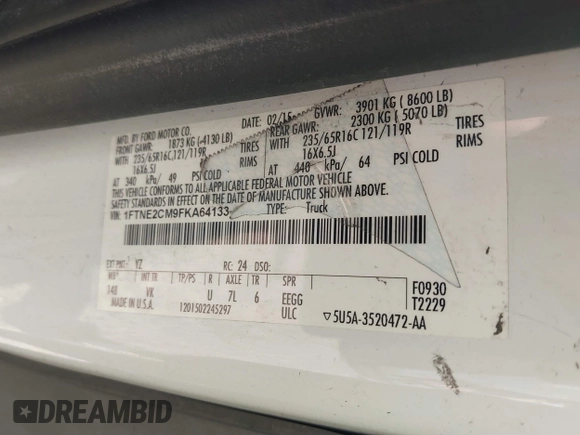 MFD. BY FORD MOTOR CO.
DATE: 02/15 GVWR: 3901 KG ( 8600 LB)
FRONT GAWR: 1873 KG ( 4130 LB) REAR GAWR: 2300 KG ( 5070 LB)
WITH 235/65R16C,121/119R TIRES WITH 235/65R16C 121/119R TIRES
16X6.5J RIMS 16X6.5J RIMS
AT 340 kPa/ 49 PSI COLD AT 440 kPa/ 64 PSI COLD
THIS VEHICLE CONFORMS TO ALL APPLICABLE FEDERAL MOTOR VEHICLE
SAFETY STANDARDS IN EFFECT ON THE DATE OF MANUFACTURE SHOWN ABOVE.
VIN: 1FTNE2CM9FKA64133 TYPE: Truck
EXT PNT: YZ RC: 24 DSO:
WB INT TR TP/PS R AXLE TR SPR
148 VK U 7L 6 EEGG
MADE IN U.S.A. 1201502245297 ULC
F0930
T2229
▽5U5A-3520472-AA
DREAMBID